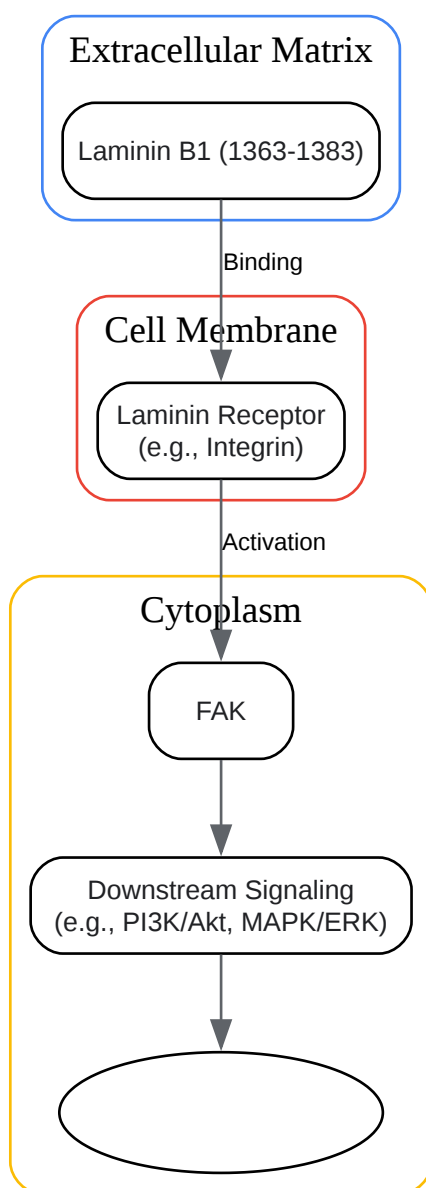 Extracellular Matrix
Laminin B1 (1363-1383)
Binding
Cell Membrane
Laminin Receptor
(e.g., Integrin)
Activation
Cytoplasm
FAK
Downstream Signaling
(e.g., PI3K/Akt, MAPK/ERK)